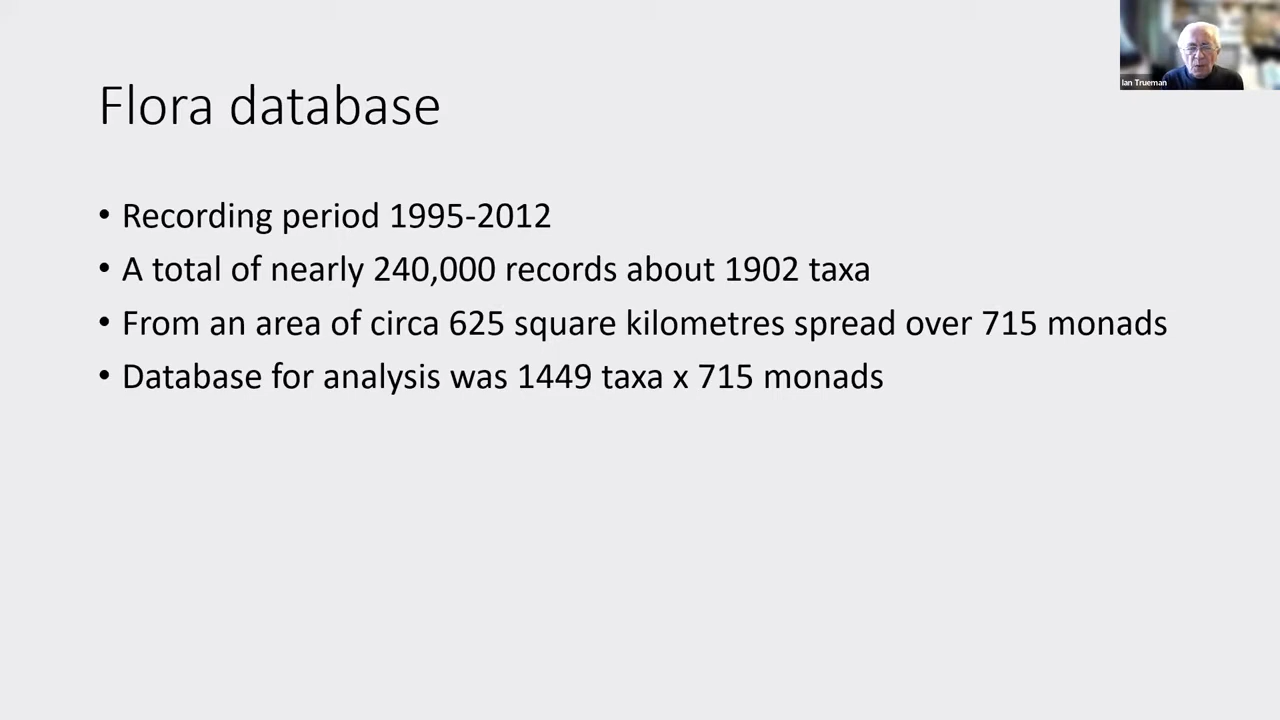 Ian Trueman
Flora database
• Recording period 1995-2012
• A total of nearly 240,000 records about 1902 taxa
• From an area of circa 625 square kilometres spread over 715 monads
• Database for analysis was 1449 taxa x 715 monads